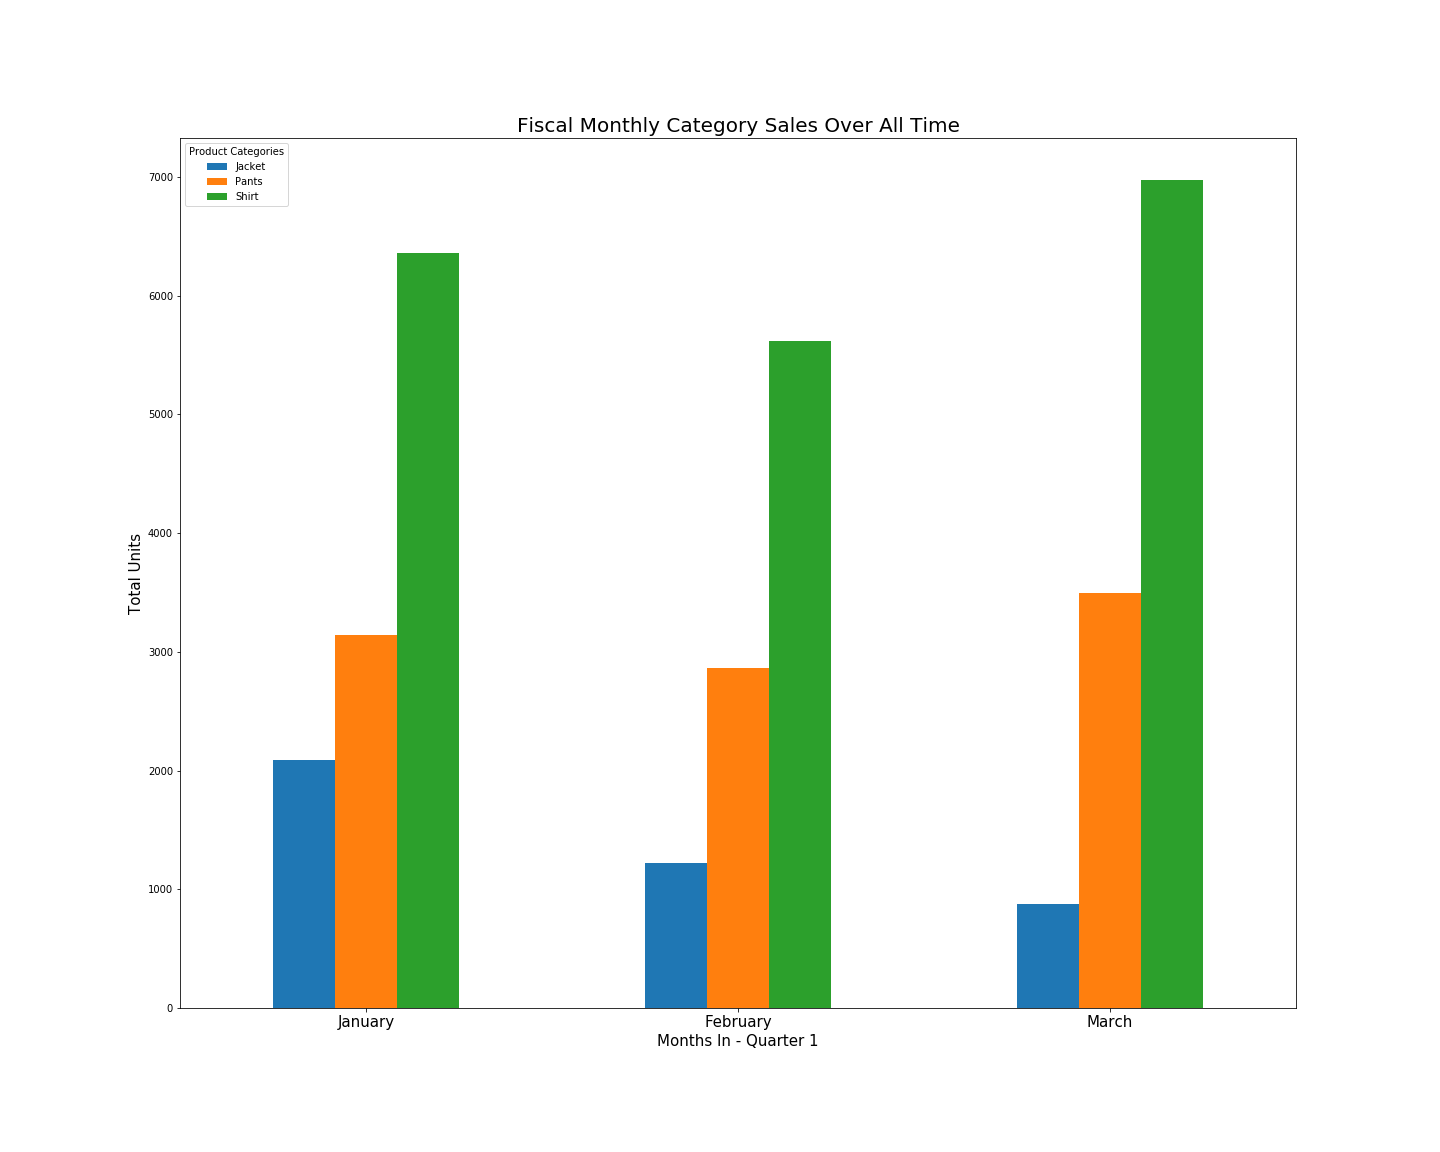 Fiscal Monthly Category Sales Over All Time
Product Categories
Jacket
Pants
Shirt
7000
6000
5000
4000
3000
2000
1000
0
Total Units
January February March
Months In - Quarter 1